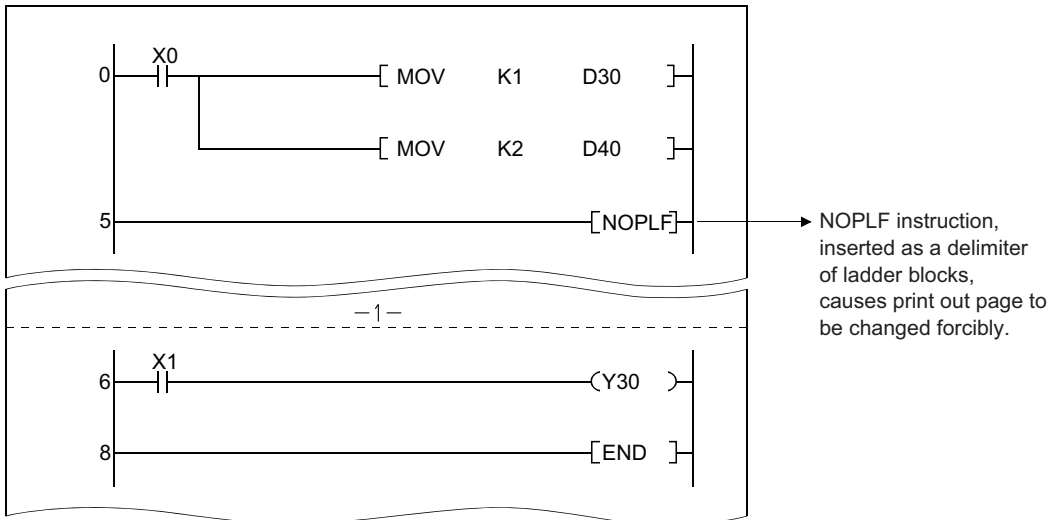 X0
0 [ MOV K1 D30 ]
[ MOV K2 D40 ]
5 [NOPLF]
NOPLF instruction,
inserted as a delimiter
of ladder blocks,
causes print out page to
be changed forcibly.
—1—
X1
6 (Y30 )
8 [END ]